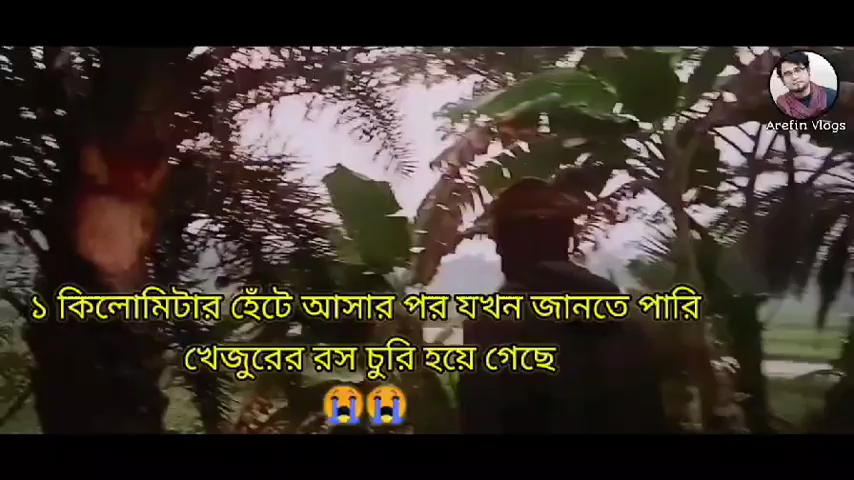 Arefin Vlogs
১ কিলোমিটার হেঁটে আসার পর যখন জানতে পারি
খেজুরের রস চুরি হয়ে গেছে
😭😭